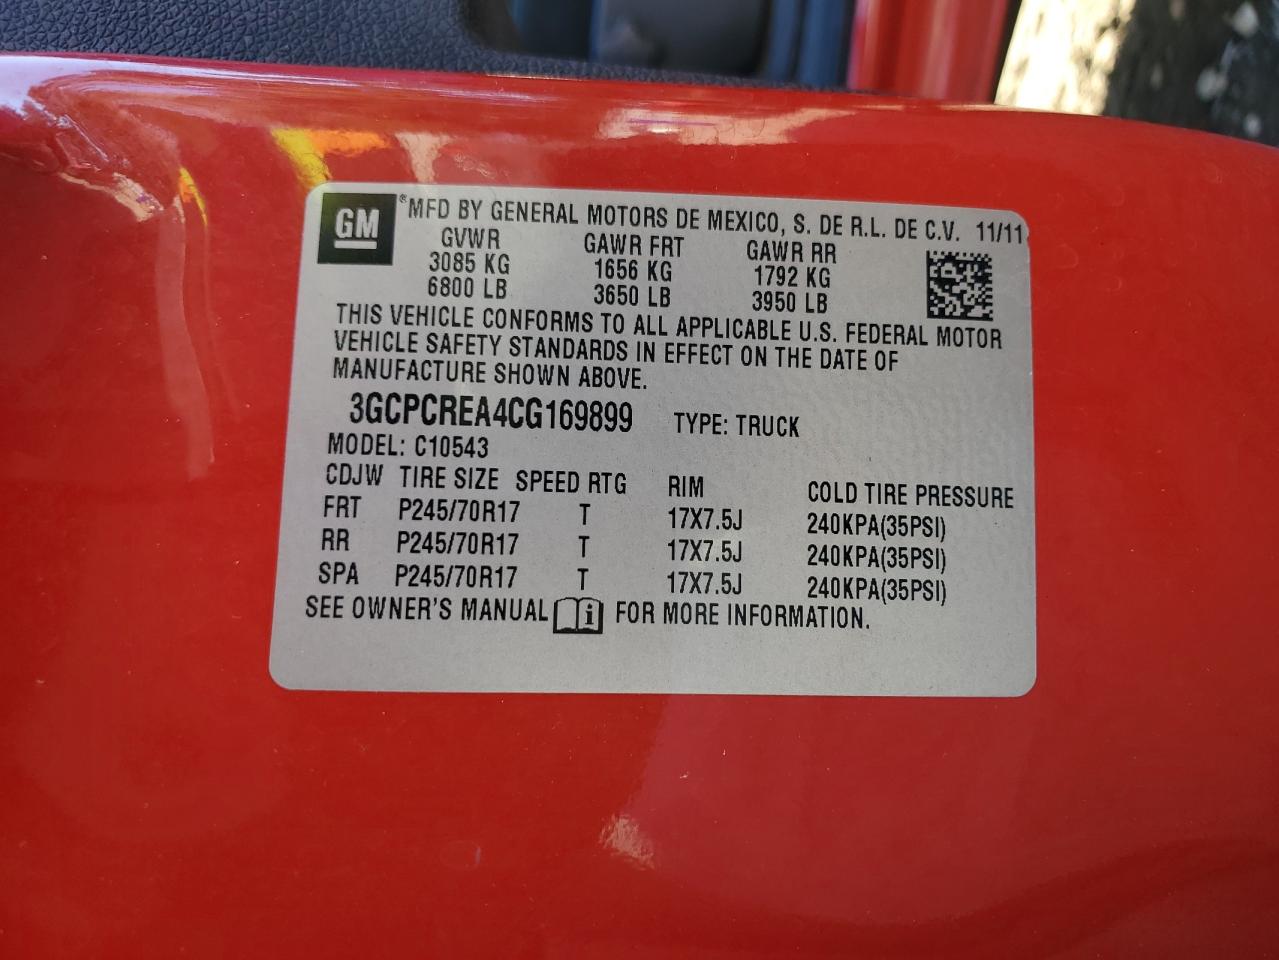 GM ®MFD BY GENERAL MOTORS DE MEXICO, S. DE R.L. DE C.V. 11/11
GVWR GAWR FRT GAWR RR
3085 KG 1656 KG 1792 KG
6800 LB 3650 LB 3950 LB
THIS VEHICLE CONFORMS TO ALL APPLICABLE U.S. FEDERAL MOTOR
VEHICLE SAFETY STANDARDS IN EFFECT ON THE DATE OF
MANUFACTURE SHOWN ABOVE.
3GCPCREA4CG169899 TYPE: TRUCK
MODEL: C10543
CDJW TIRE SIZE SPEED RTG RIM COLD TIRE PRESSURE
FRT P245/70R17 T 17X7.5J 240KPA(35PSI)
RR P245/70R17 T 17X7.5J 240KPA(35PSI)
SPA P245/70R17 T 17X7.5J 240KPA(35PSI)
SEE OWNER'S MANUAL i FOR MORE INFORMATION.